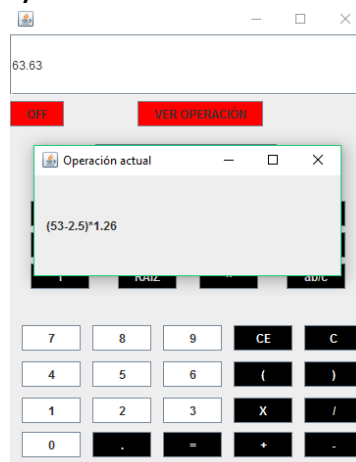 63.63
OFF VER OPERACIÓN
Operación actual
(53-2.5)*1.26
RAIZ ^ ab/c
7 8 9 CE C
4 5 6 ( )
1 2 3 X /
0 . = + -